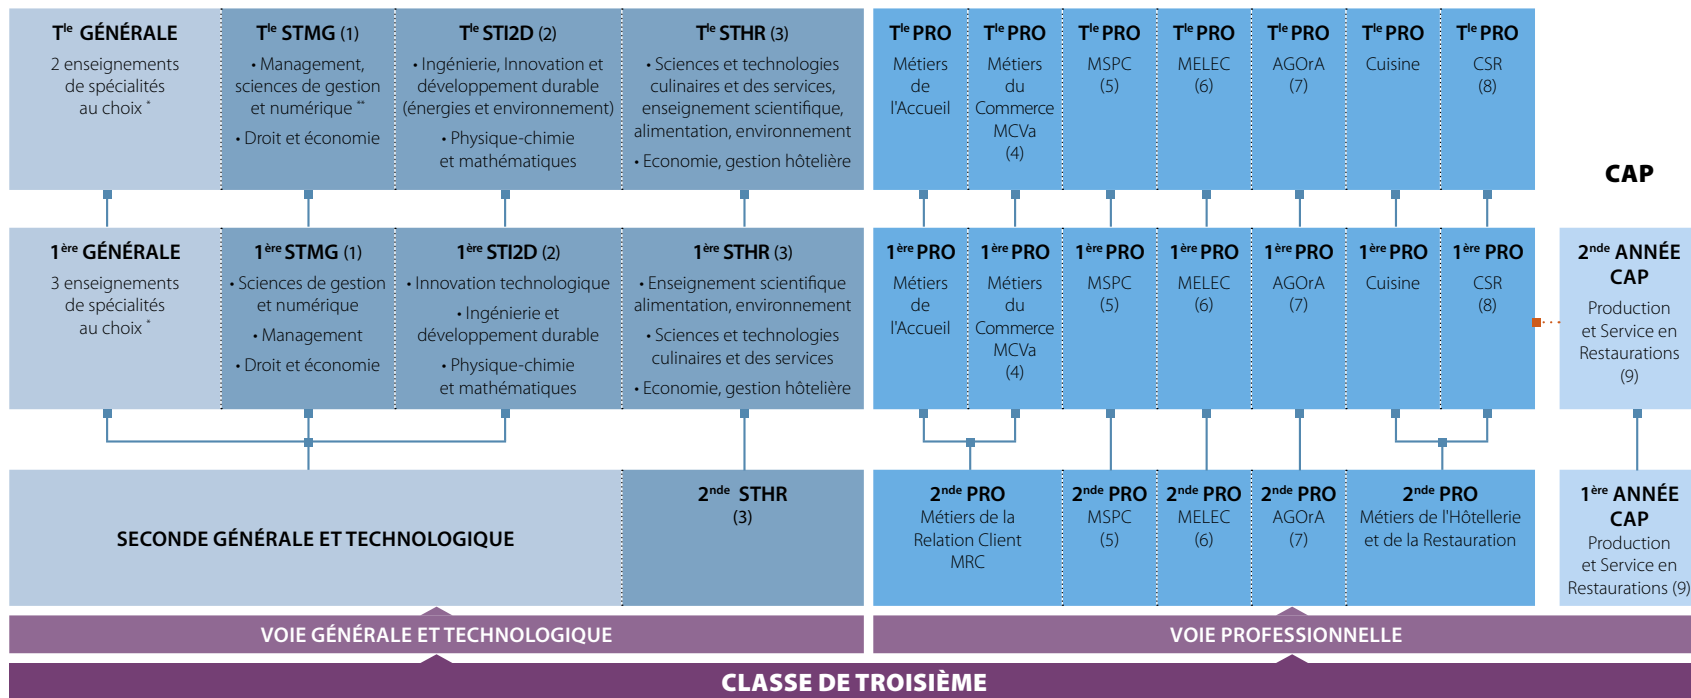 Tle GÉNÉRALE
2 enseignements
de spécialités
au choix *
Tle STMG (1)
• Management,
sciences de gestion
et numérique **
• Droit et économie
Tle STI2D (2)
• Ingénierie, Innovation et
développement durable
(énergies et environnement)
• Physique-chimie
et mathématiques
Tle STHR (3)
• Sciences et technologies
culinaires et des services,
enseignement scientifique,
alimentation, environnement
• Economie, gestion hôtelière
Tle PRO
Métiers
de
l'Accueil
Tle PRO
Métiers
du
Commerce
MCVa
(4)
Tle PRO
MSPC
(5)
Tle PRO
MELEC
(6)
Tle PRO
AGOrA
(7)
Tle PRO
Cuisine
Tle PRO
CSR
(8)
CAP
1ère GÉNÉRALE
3 enseignements
de spécialités
au choix *
1ère STMG (1)
• Sciences de gestion
et numérique
• Management
• Droit et économie
1ère STI2D (2)
• Innovation technologique
• Ingénierie et
développement durable
• Physique-chimie
et mathématiques
1ère STHR (3)
• Enseignement scientifique
alimentation, environnement
• Sciences et technologies
culinaires et des services
• Economie, gestion hôtelière
1ère PRO
Métiers
de
l'Accueil
1ère PRO
Métiers
du
Commerce
MCVa
(4)
1ère PRO
MSPC
(5)
1ère PRO
MELEC
(6)
1ère PRO
AGOrA
(7)
1ère PRO
Cuisine
1ère PRO
CSR
(8)
2nde ANNÉE
CAP
Production
et Service en
Restaurations
(9)
SECONDE GÉNÉRALE ET TECHNOLOGIQUE
2nde STHR
(3)
2nde PRO
Métiers de la
Relation Client
MRC
2nde PRO
MSPC
(5)
2nde PRO
MELEC
(6)
2nde PRO
AGOrA
(7)
2nde PRO
Métiers de l'Hôtellerie
et de la Restauration
1ère ANNÉE
CAP
Production
et Service en
Restaurations (9)
VOIE GÉNÉRALE ET TECHNOLOGIQUE
VOIE PROFESSIONNELLE
CLASSE DE TROISIÈME